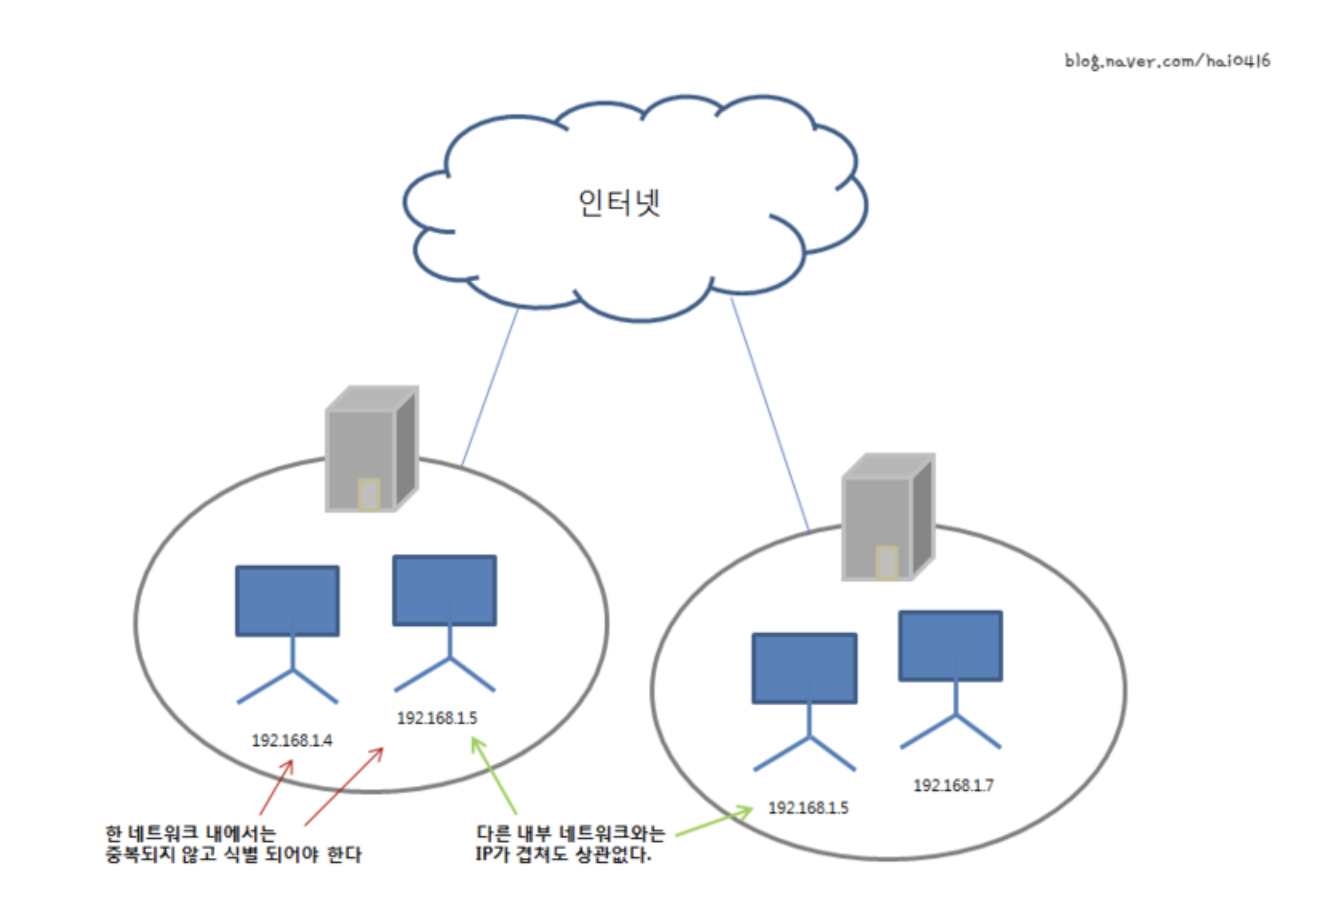 blog.naver.com/hai0416
인터넷
192.168.1.4
192.168.1.5
192.168.1.5
192.168.1.7
한 네트워크 내에서는
중복되지 않고 식별 되어야 한다
다른 내부 네트워크와는
IP가 겹쳐도 상관없다.